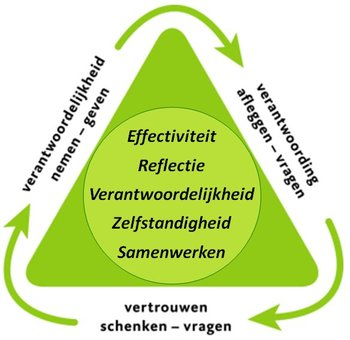 verantwoordelijkheid
nemen – geven
verantwoording
afleggen – vragen
Effectiviteit
Reflectie
Verantwoordelijkheid
Zelfstandigheid
Samenwerken
vertrouwen
schenken – vragen